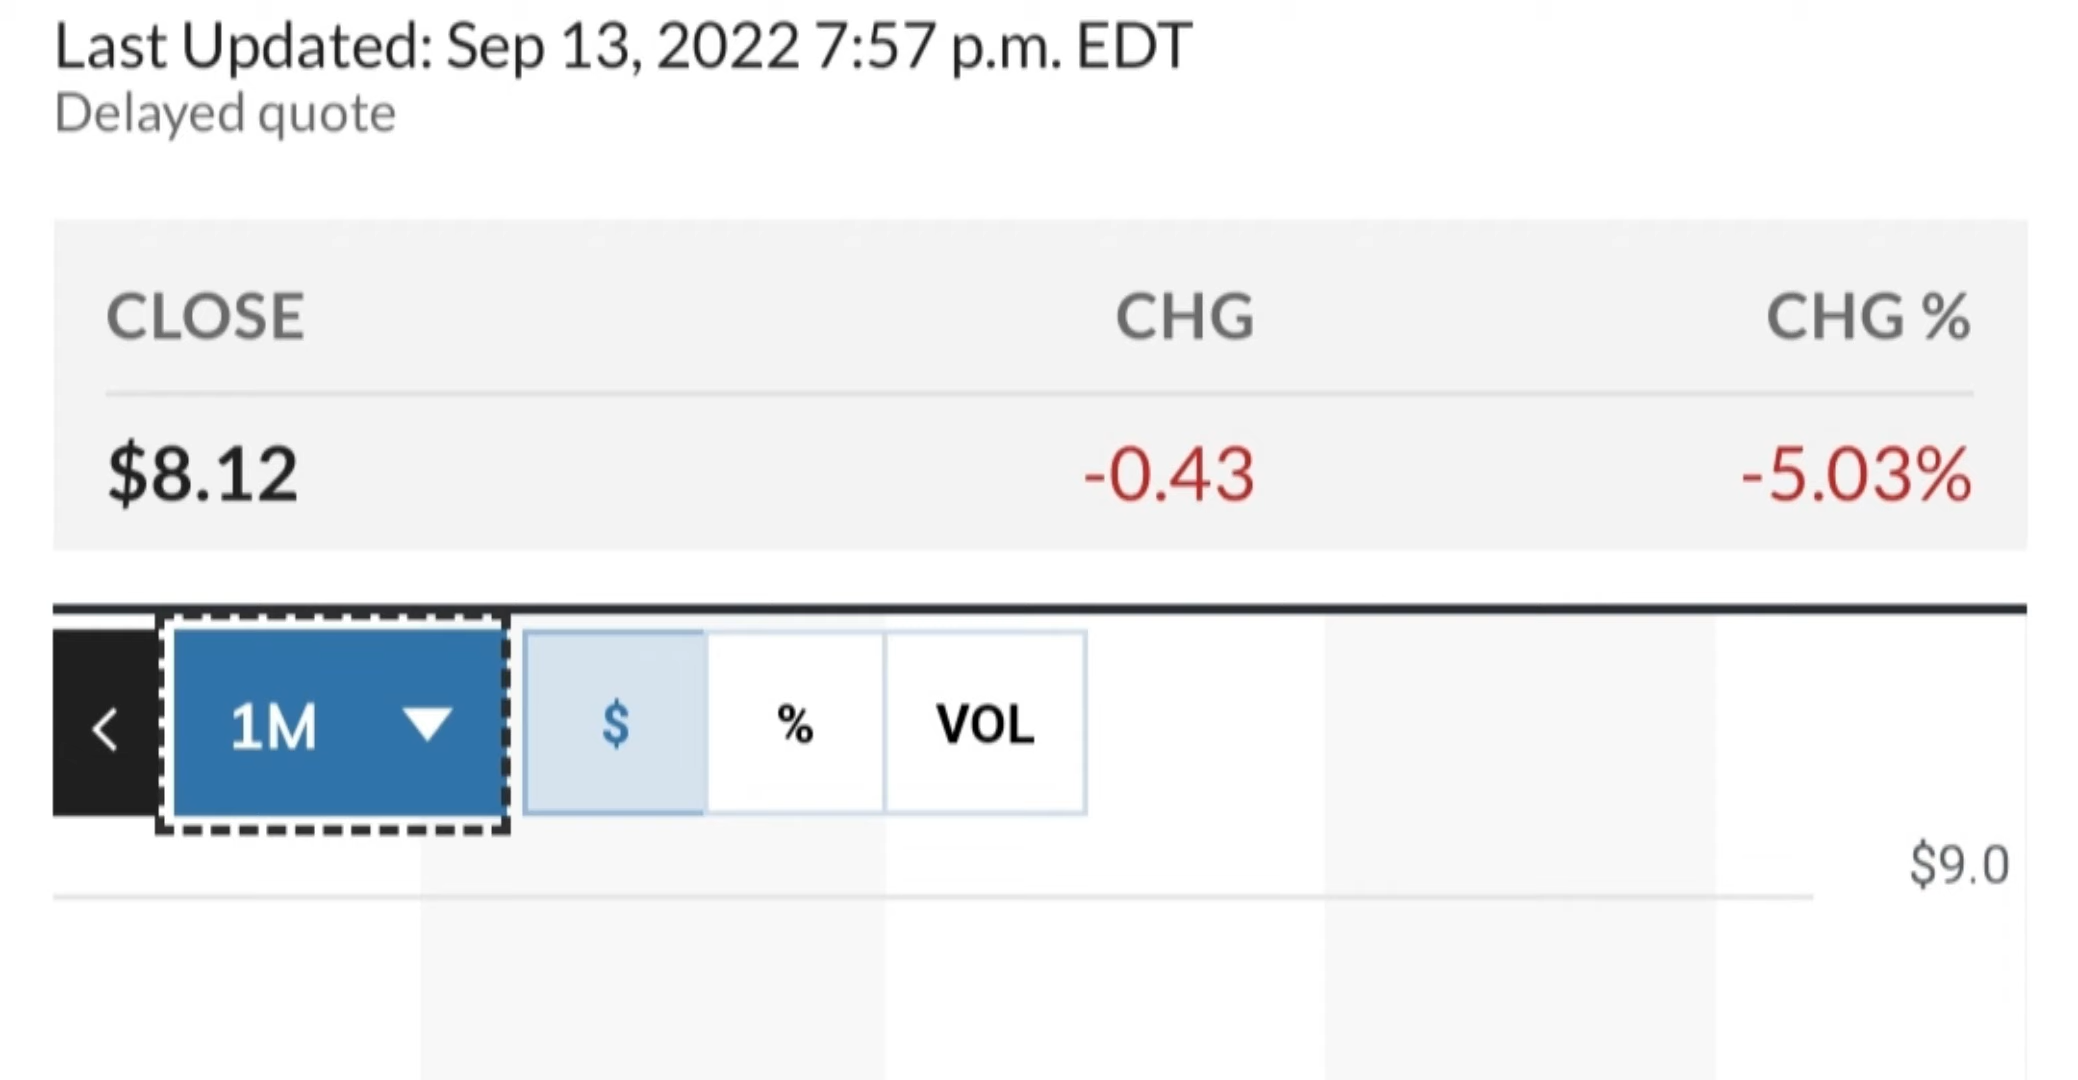 Last Updated: Sep 13, 2022 7:57 p.m. EDT
Delayed quote
CLOSE CHG CHG %
$8.12 -0.43 -5.03%
1M $ % VOL
$9.0